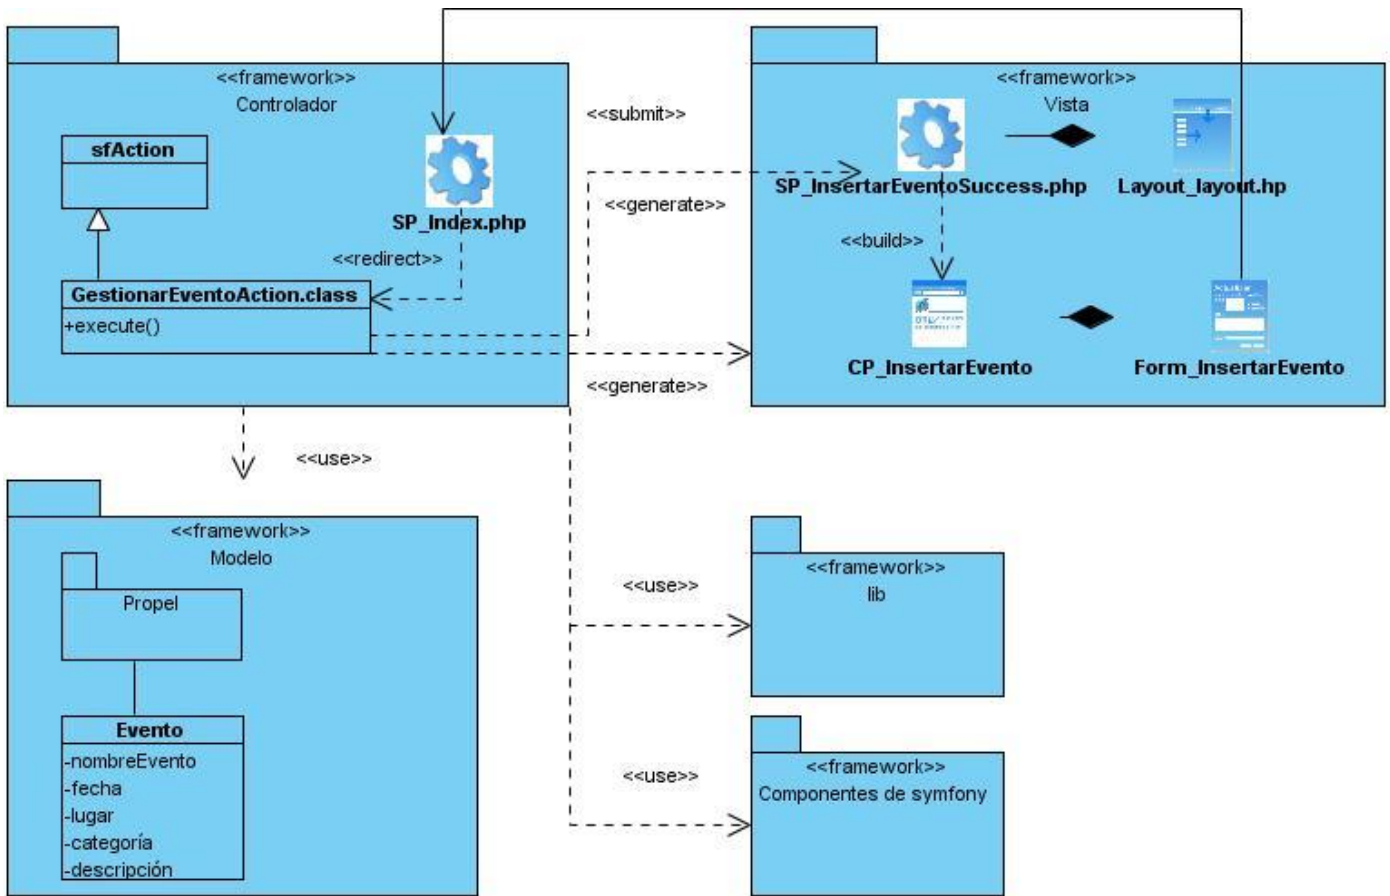 <<framework>>
Controlador
sfAction
SP_Index.php
<<redirect>>
GestionarEventoAction.class
+execute()
<<submit>>
<<generate>>
<<generate>>
<<framework>>
Vista
SP_InsertarEventoSuccess.php
Layout_layout.hp
<<build>>
CP_InsertarEvento
Form_InsertarEvento
<<use>>
<<framework>>
Modelo
Propel
Evento
-nombreEvento
-fecha
-lugar
-categoría
-descripción
<<use>>
<<framework>>
lib
<<use>>
<<framework>>
Componentes de symfony